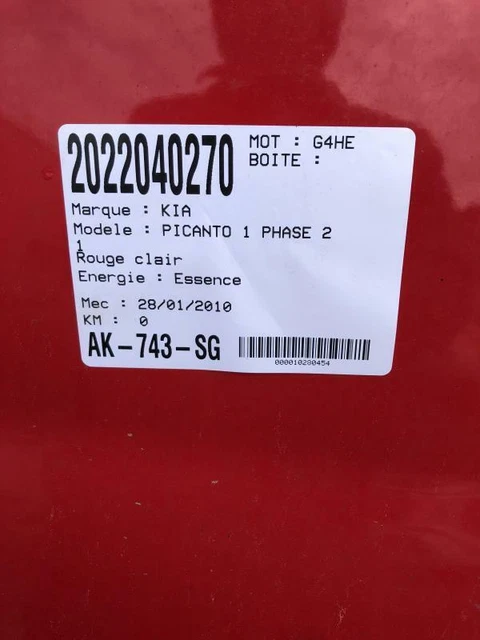 2022040270
MOT : G4HE
BOITE :
Marque : KIA
Modele : PICANTO 1 PHASE 2
1
Rouge clair
Energie : Essence
Mec : 28/01/2010
KM : 0
AK-743-SG
000010280454